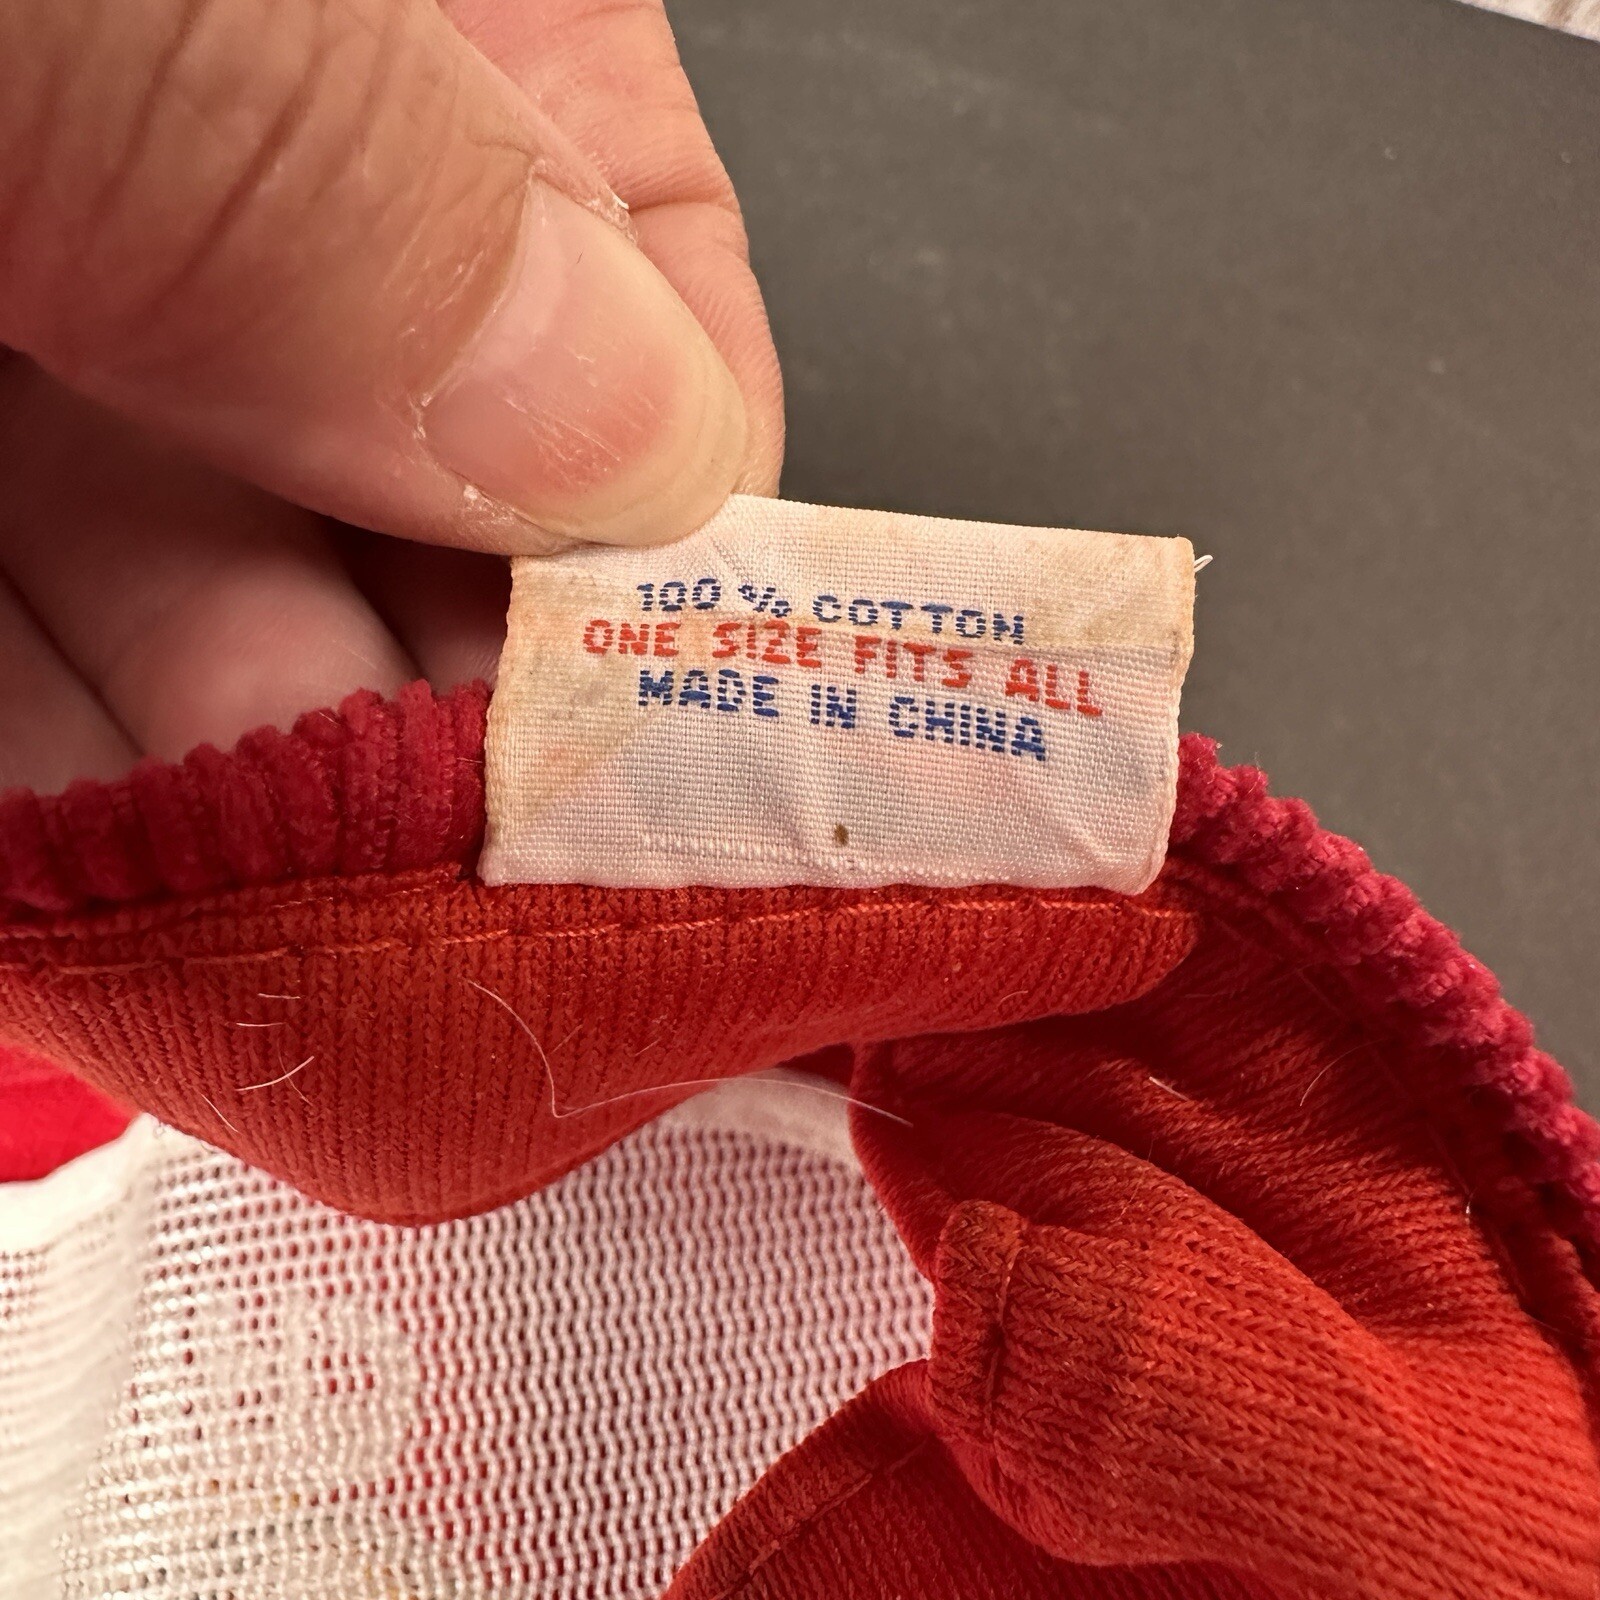 100 % COTTON
ONE SIZE FITS ALL
MADE IN CHINA